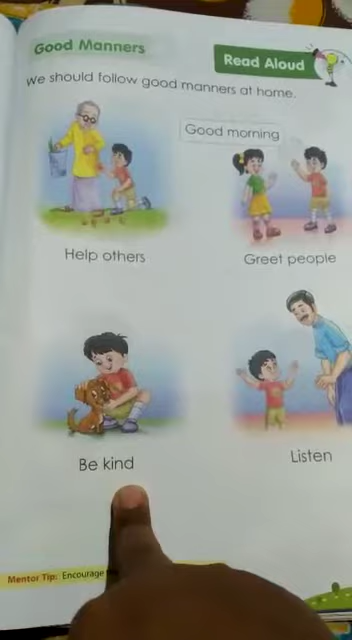 Good Manners
Read Aloud
We should follow good manners at home.
Good morning
Help others
Greet people
Be kind
Listen
Mentor Tip: Encourage